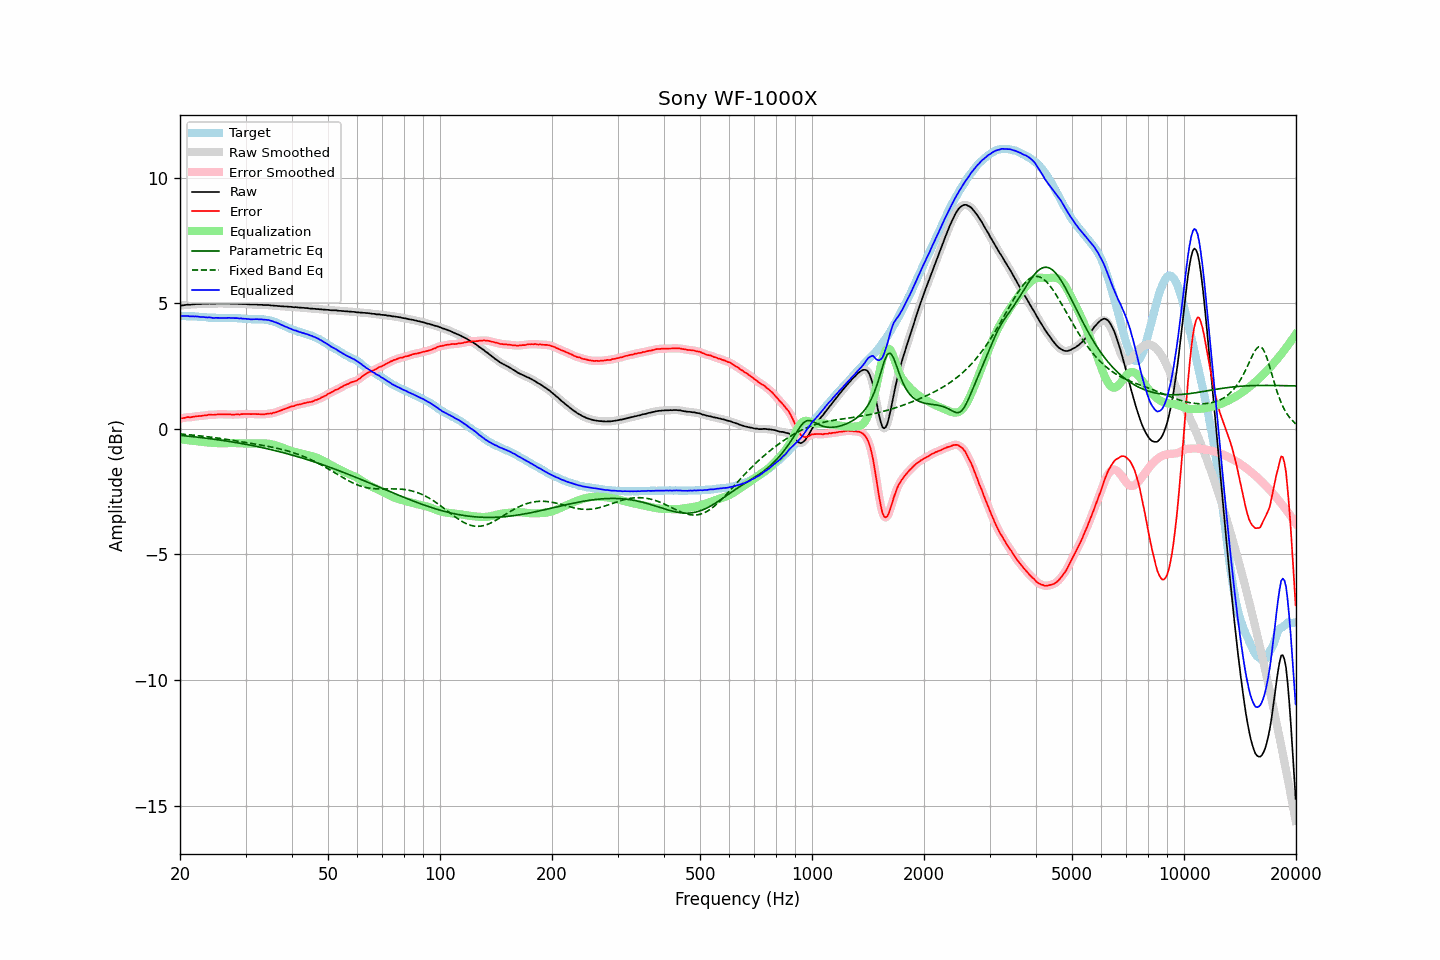 Sony WF-1000X
Target
Raw Smoothed
Error Smoothed
Raw
Error
Equalization
Parametric Eq
Fixed Band Eq
Equalized
Amplitude (dBr)
10
5
0
−5
−10
−15
20
50
100
200
500
1000
2000
5000
10000
20000
Frequency (Hz)